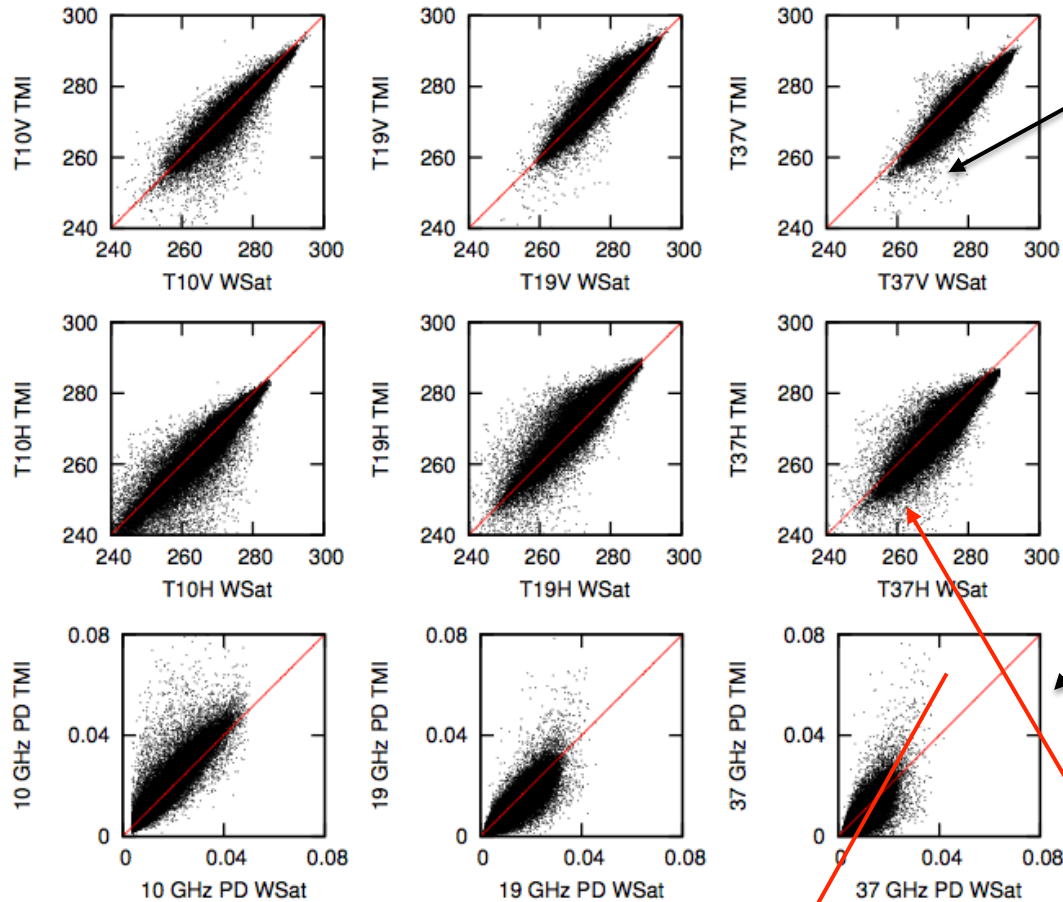 300
280
260
240
T10V TMI
240 260 280 300
T10V WSat
300
280
260
240
T19V TMI
240 260 280 300
T19V WSat
300
280
260
240
T37V TMI
240 260 280 300
T37V WSat
300
280
260
240
T10H TMI
240 260 280 300
T10H WSat
300
280
260
240
T19H TMI
240 260 280 300
T19H WSat
300
280
260
240
T37H TMI
240 260 280 300
T37H WSat
0.08
0.04
0
10 GHz PD TMI
0 0.04 0.08
10 GHz PD WSat
0.08
0.04
0
19 GHz PD TMI
0 0.04 0.08
19 GHz PD WSat
0.08
0.04
0
37 GHz PD TMI
0 0.04 0.08
37 GHz PD WSat